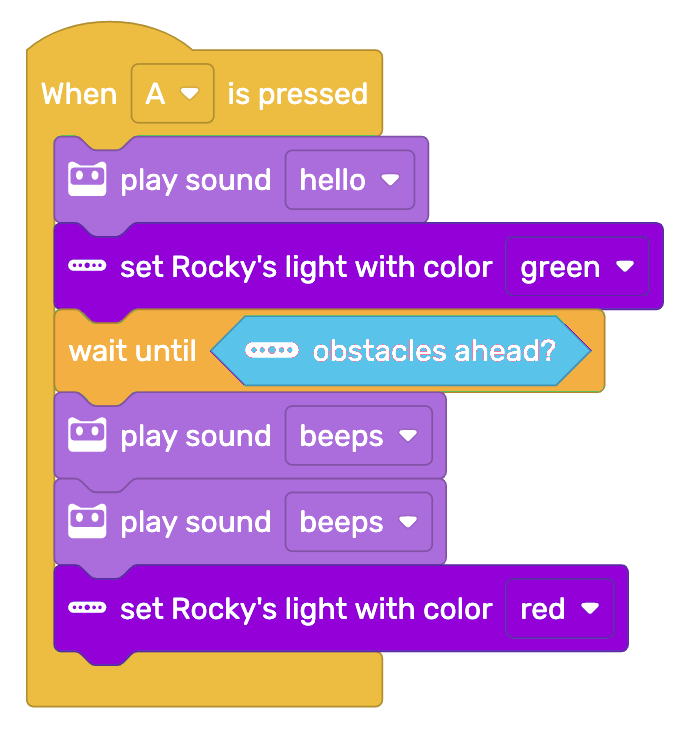 When A is pressed
play sound hello
set Rocky's light with color green
wait until obstacles ahead?
play sound beeps
play sound beeps
set Rocky's light with color red